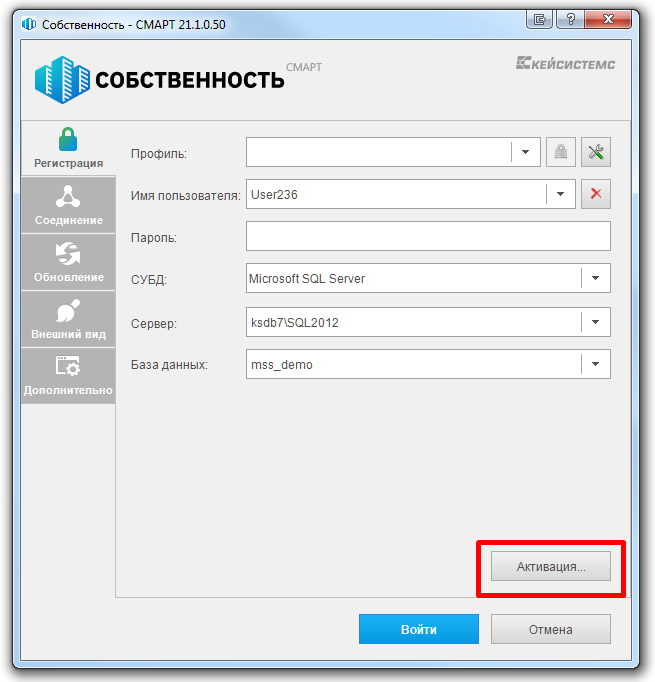 Собственность - СМАРТ 21.1.0.50
СОБСТВЕННОСТЬ СМАРТ
КЕЙСИСТЕМС
Регистрация
Соединение
Обновление
Внешний вид
Дополнительно
Профиль:
Имя пользователя: User236
Пароль:
СУБД: Microsoft SQL Server
Сервер: ksdb7\SQL2012
База данных: mss_demo
Активация...
Войти
Отмена